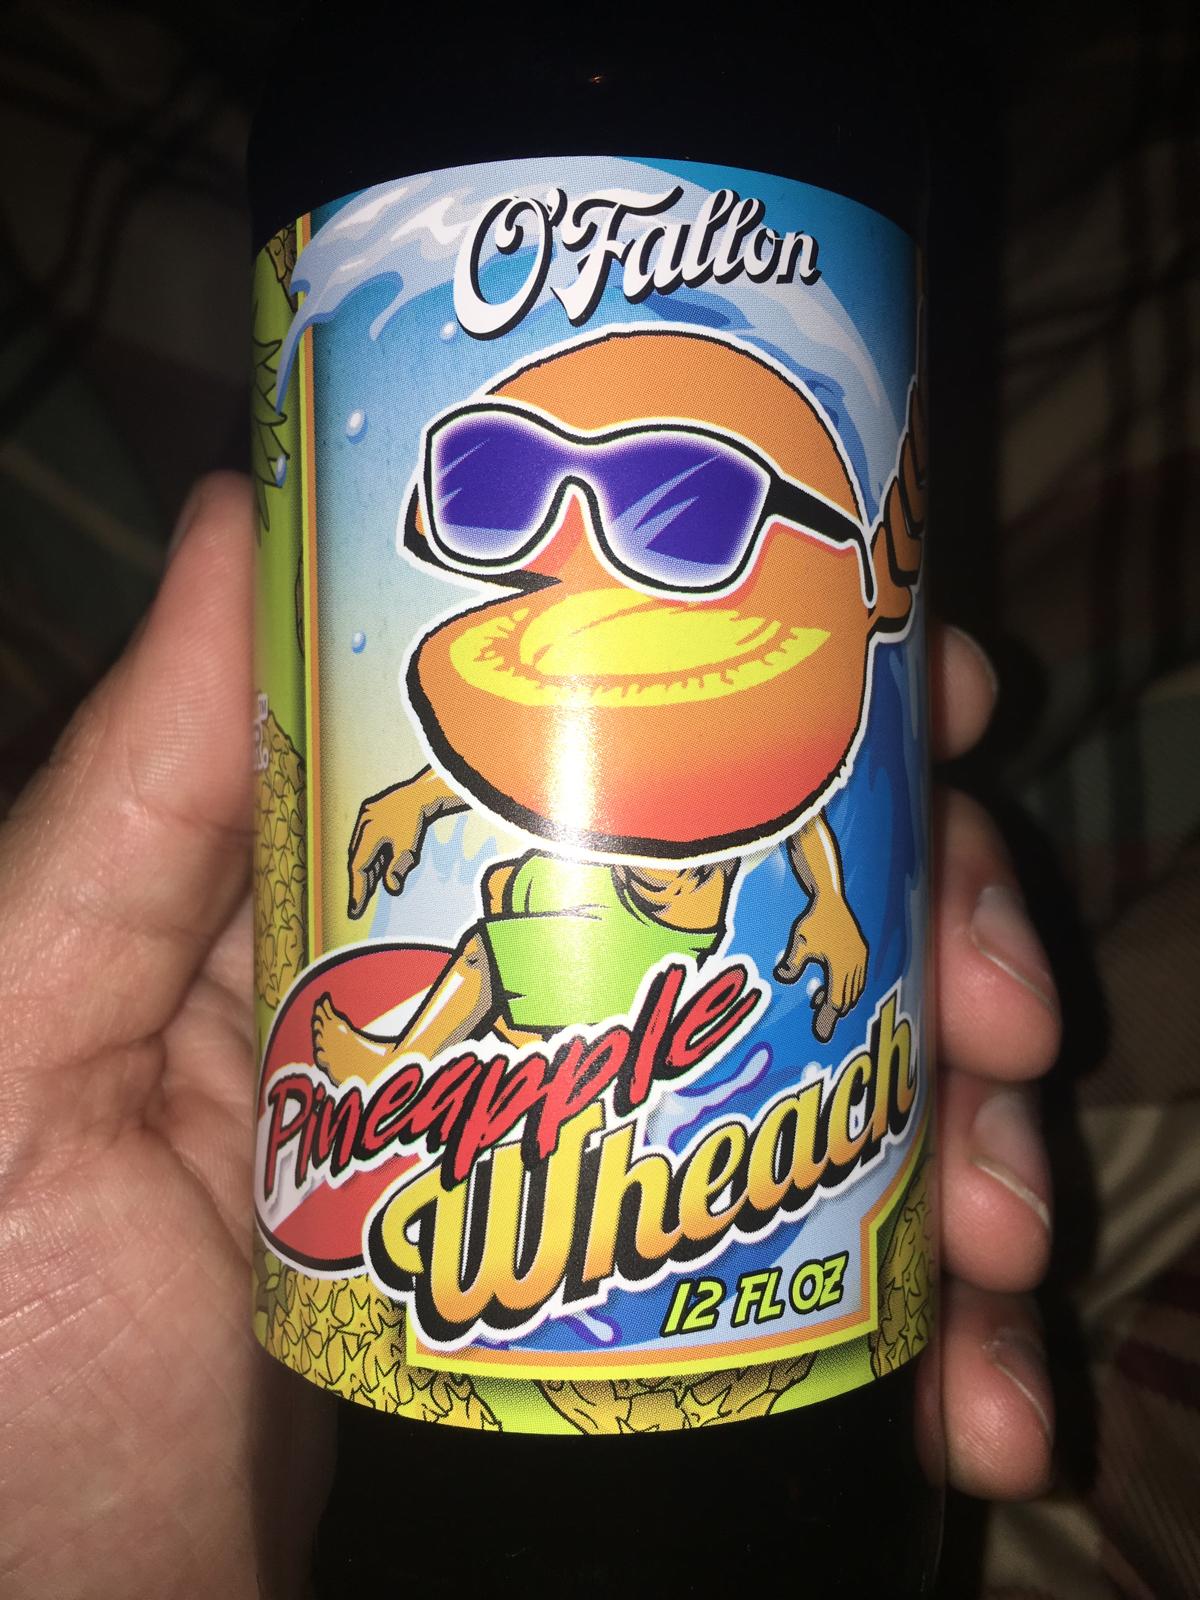 O'Fallon
Pineapple
Wheach
12 FL OZ